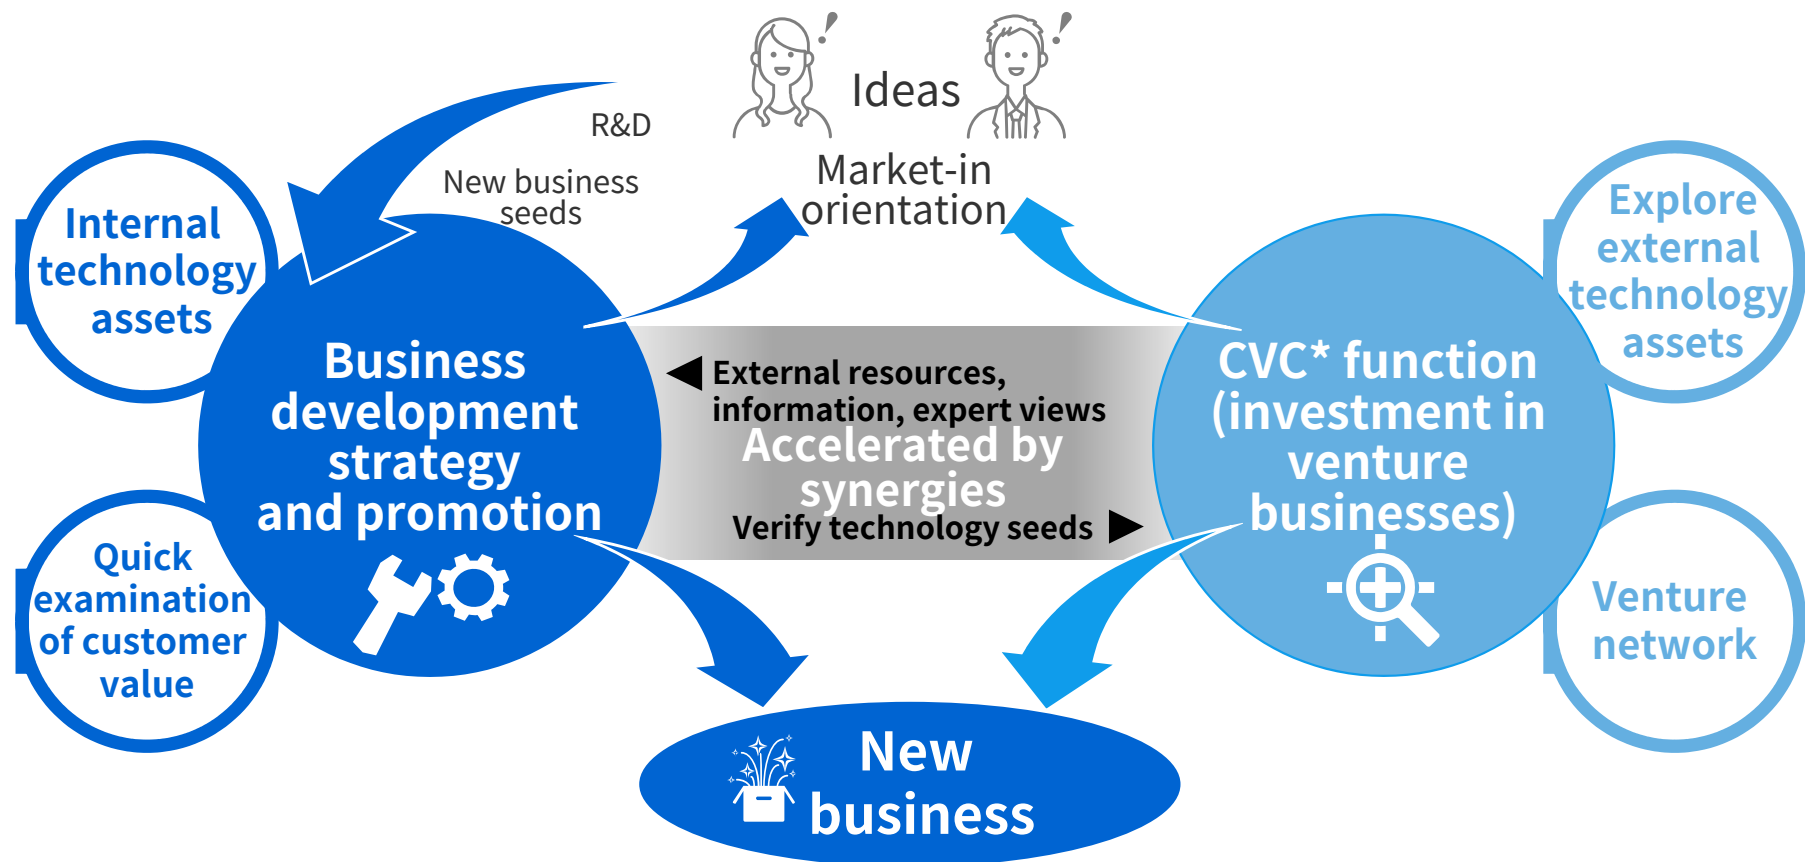 Ideas
Market-in
orientation
R&D
New business
seeds
Internal
technology
assets
Quick
examination
of customer
value
Business
development
strategy
and promotion
External resources,
information, expert views
Accelerated by
synergies
Verify technology seeds
CVC* function
(investment in
venture
businesses)
Explore
external
technology
assets
Venture
network
New
business